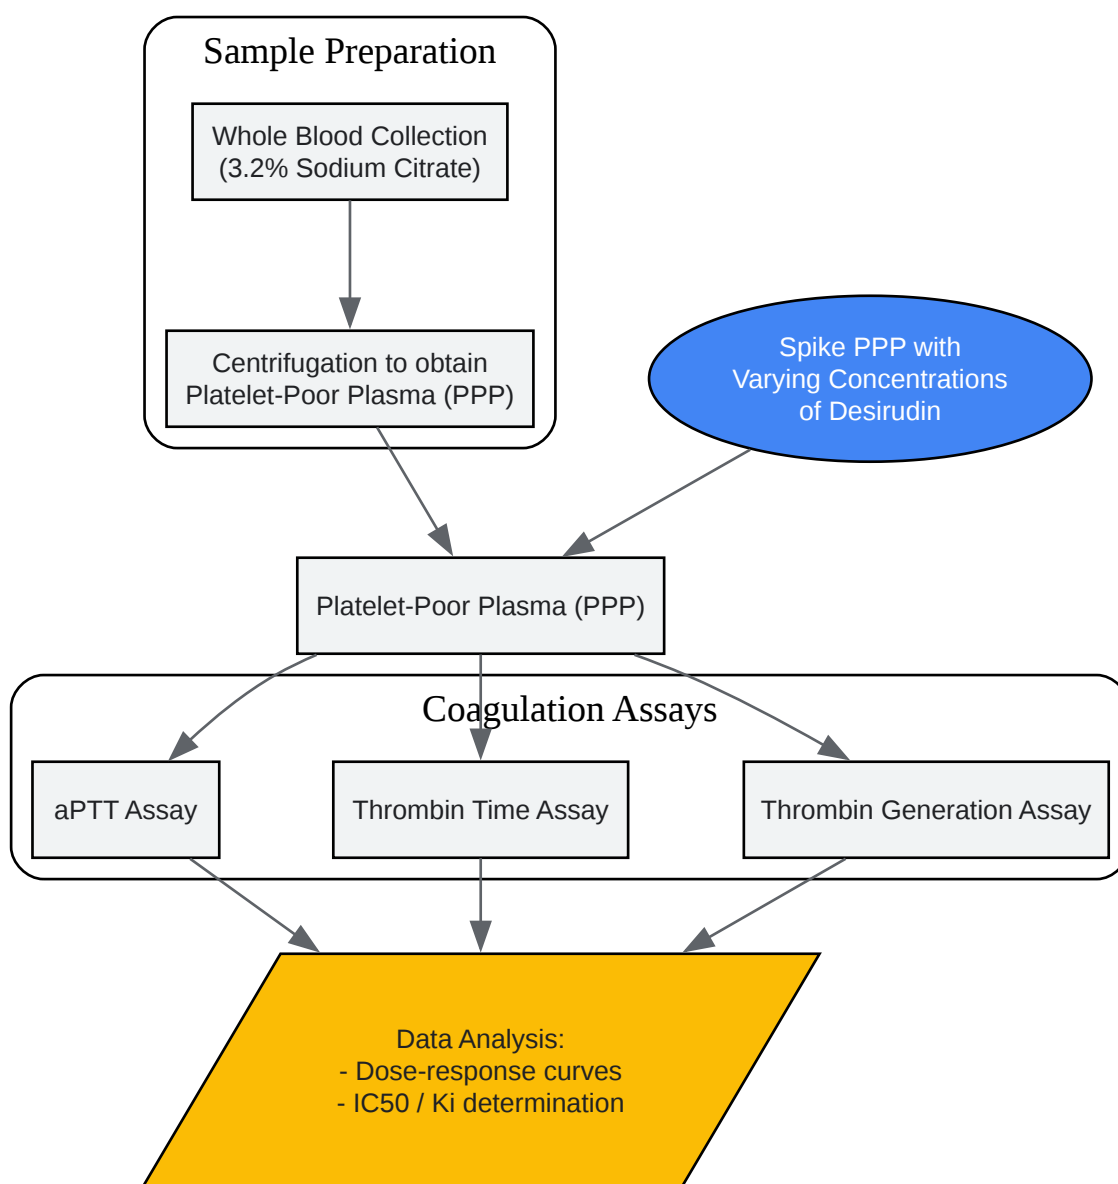 Sample Preparation
Whole Blood Collection
(3.2% Sodium Citrate)
Centrifugation to obtain
Platelet-Poor Plasma (PPP)
Spike PPP with
Varying Concentrations
of Desirudin
Platelet-Poor Plasma (PPP)
Coagulation Assays
aPTT Assay
Thrombin Time Assay
Thrombin Generation Assay
Data Analysis:
- Dose-response curves
- IC50 / Ki determination